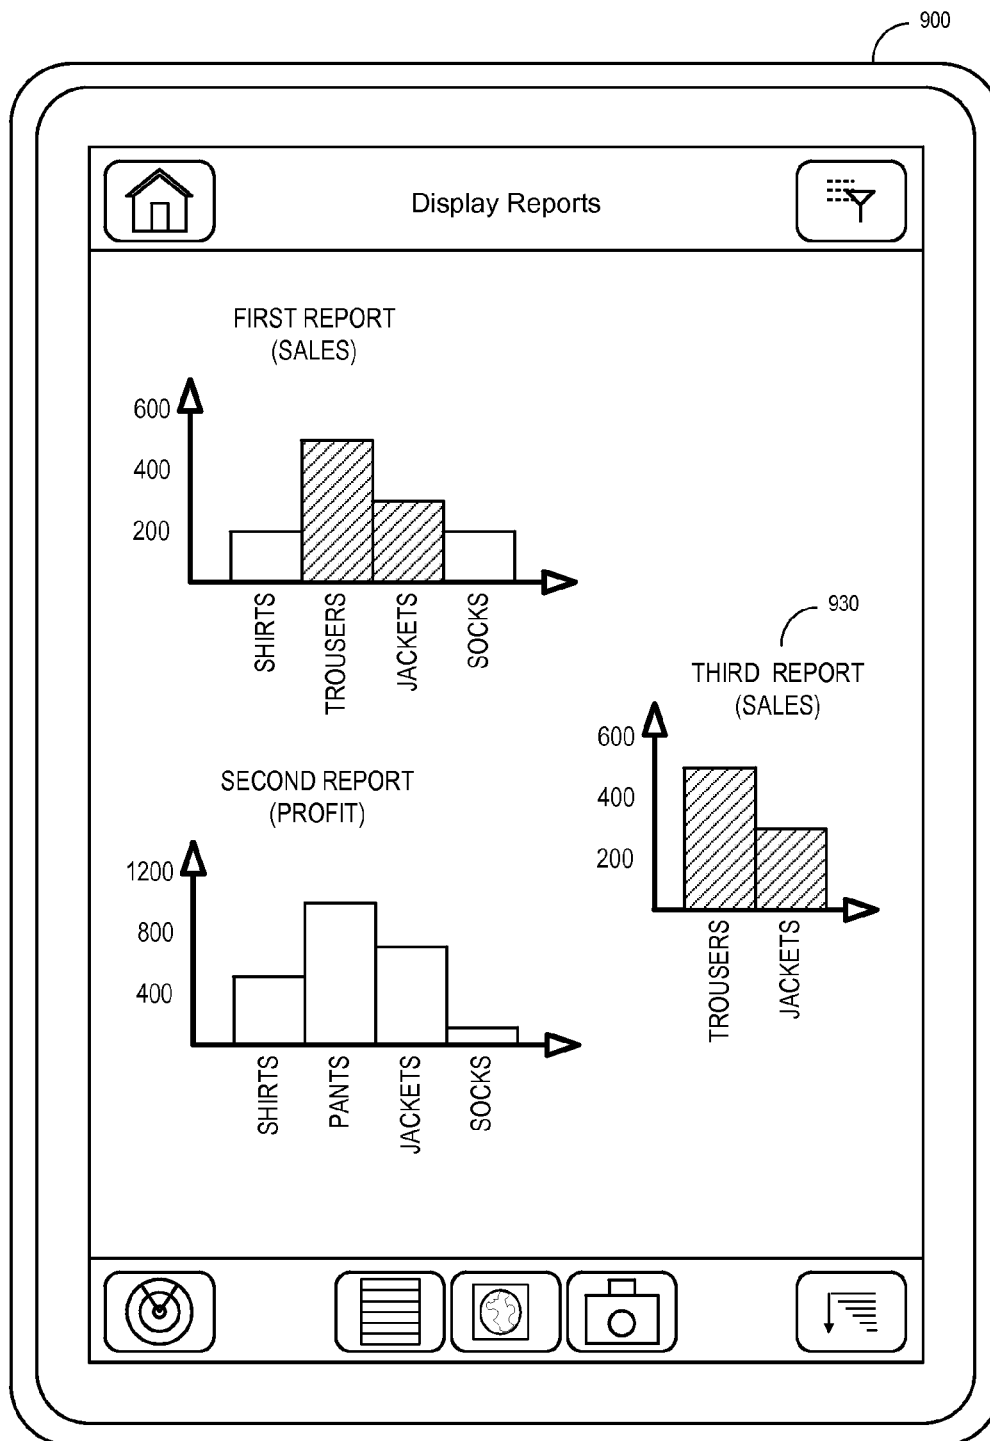 900
Display Reports
FIRST REPORT
(SALES)
600
400
200
SHIRTS
TROUSERS
JACKETS
SOCKS
930
THIRD REPORT
(SALES)
600
400
200
TROUSERS
JACKETS
SECOND REPORT
(PROFIT)
1200
800
400
SHIRTS
PANTS
JACKETS
SOCKS